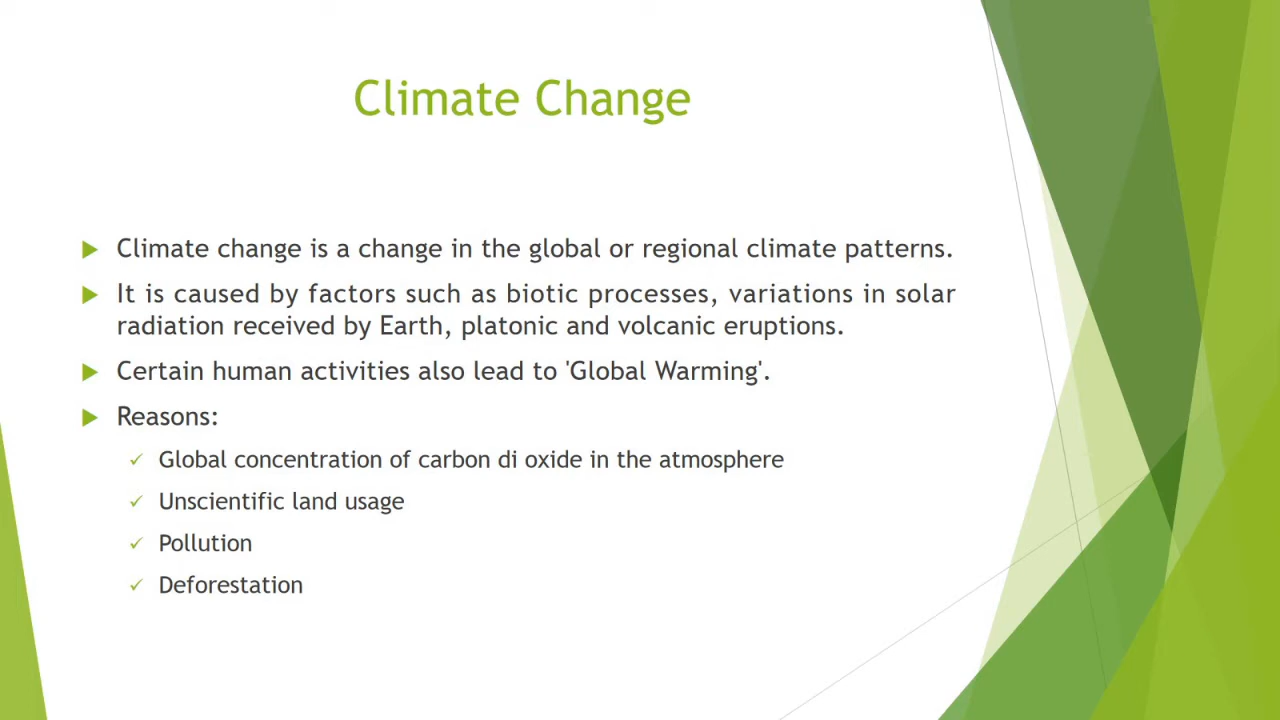 Climate Change
Climate change is a change in the global or regional climate patterns.
It is caused by factors such as biotic processes, variations in solar
radiation received by Earth, platonic and volcanic eruptions.
Certain human activities also lead to 'Global Warming'.
Reasons:
Global concentration of carbon di oxide in the atmosphere
Unscientific land usage
Pollution
Deforestation